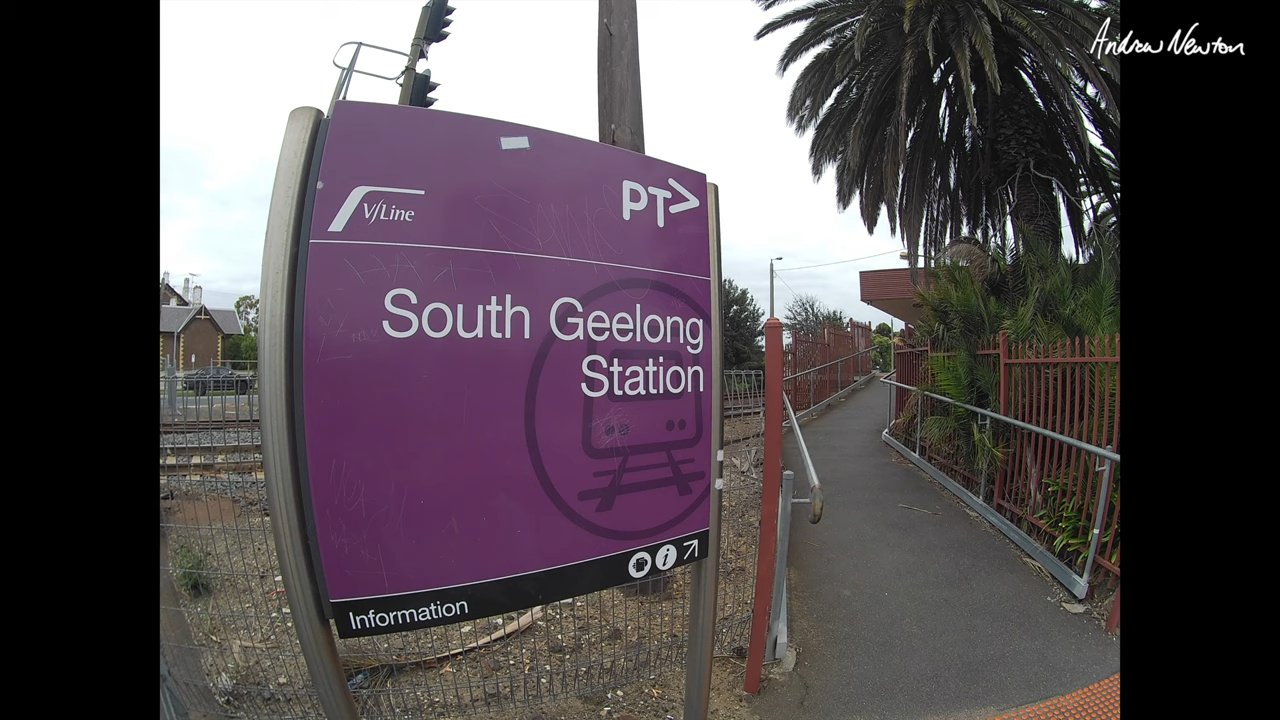 Andrew Newton
V/Line
PT>
South Geelong
Station
Information